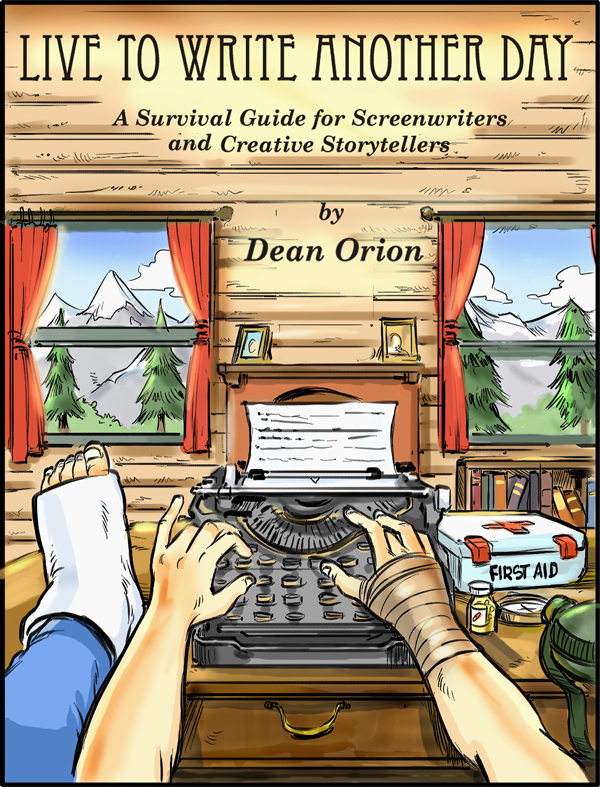 LIVE TO WRITE ANOTHER DAY
A Survival Guide for Screenwriters
and Creative Storytellers
by
Dean Orion
FIRST AID